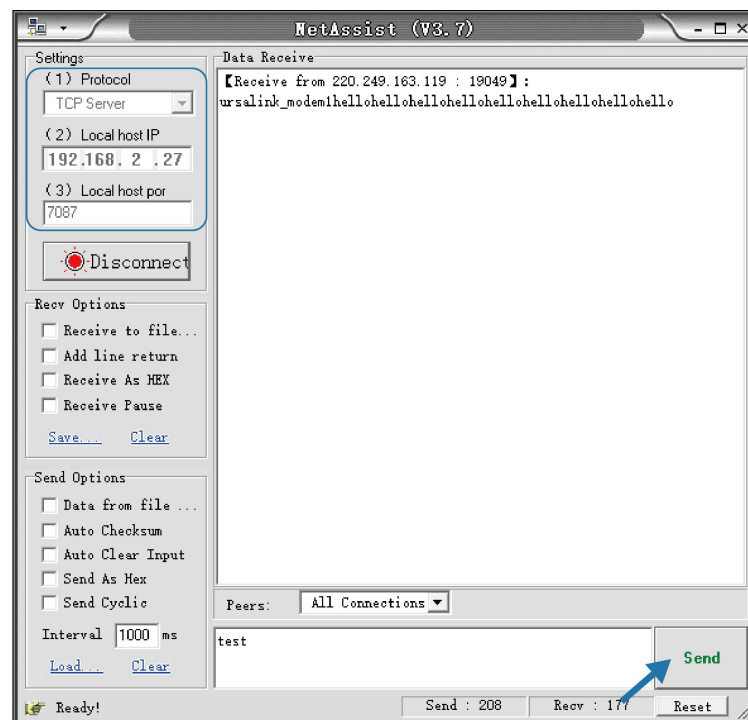 NetAssist (V3.7)
Settings
(1) Protocol
TCP Server
(2) Local host IP
192.168. 2 .27
(3) Local host por
7087
Disconnect
Recv Options
Receive to file...
Add line return
Receive As HEX
Receive Pause
Save... Clear
Send Options
Data from file ...
Auto Checksum
Auto Clear Input
Send As Hex
Send Cyclic
Interval 1000 ms
Load... Clear
Data Receive
【Receive from 220.249.163.119 : 19049】:
ursalink_modem1hellohellohellohellohellohellohellohellohello
Peers: All Connections
test
Send
Ready!
Send : 208
Recv : 177
Reset